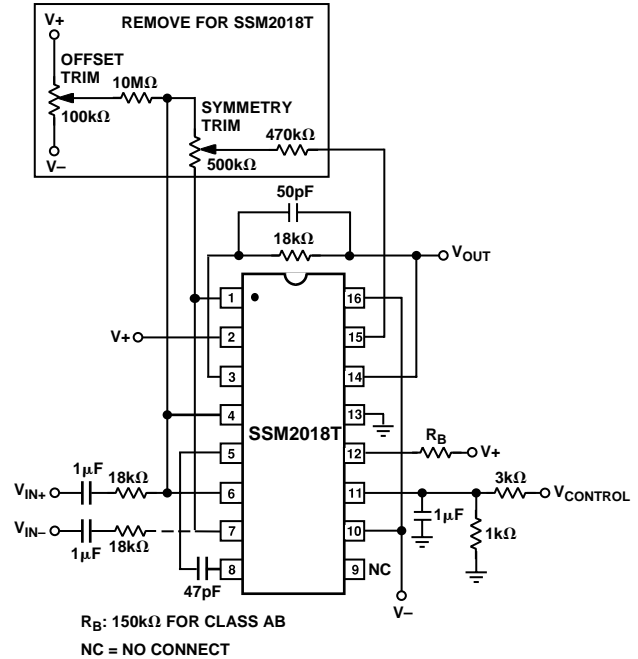 V+
REMOVE FOR SSM2018T
OFFSET
TRIM
10MΩ
100kΩ
V–
SYMMETRY
TRIM
470kΩ
500kΩ
50pF
18kΩ
VOUT
1
16
V+
2
15
3
14
4
13
SSM2018T
5
12
RB
V+
1μF
18kΩ
VIN+
6
11
3kΩ
VCONTROL
VIN–
1μF
18kΩ
7
10
1μF
1kΩ
8
9
NC
47pF
V–
RB: 150kΩ FOR CLASS AB
NC = NO CONNECT